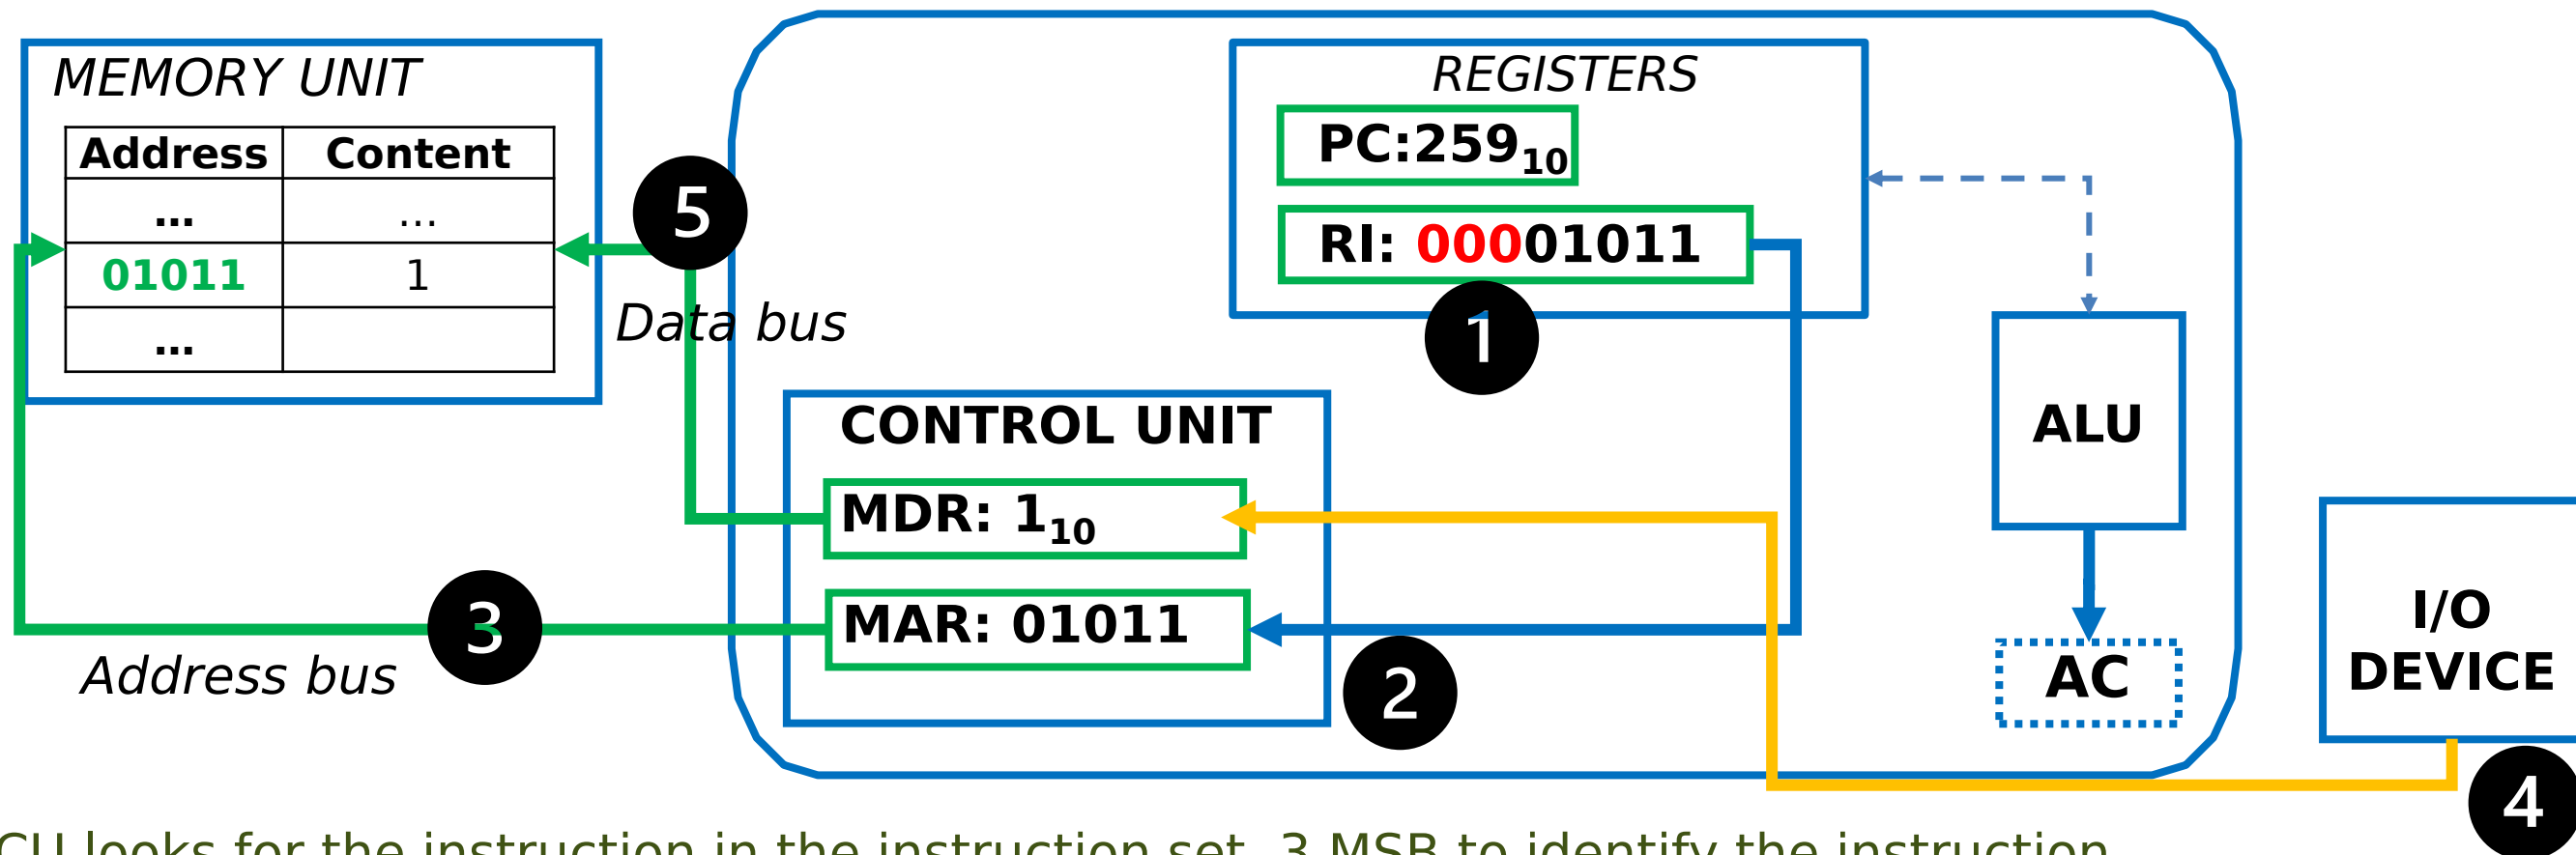 MEMORY UNIT
Address Content
... ...
01011 1
...
5
Data bus
REGISTERS
PC:259₁₀
RI: 00001011
1
CONTROL UNIT
MDR: 1₁₀
MAR: 01011
2
3
Address bus
ALU
AC
I/O
DEVICE
4
CU looks for the instruction in the instruction set. 3 MSB to identify the instruction